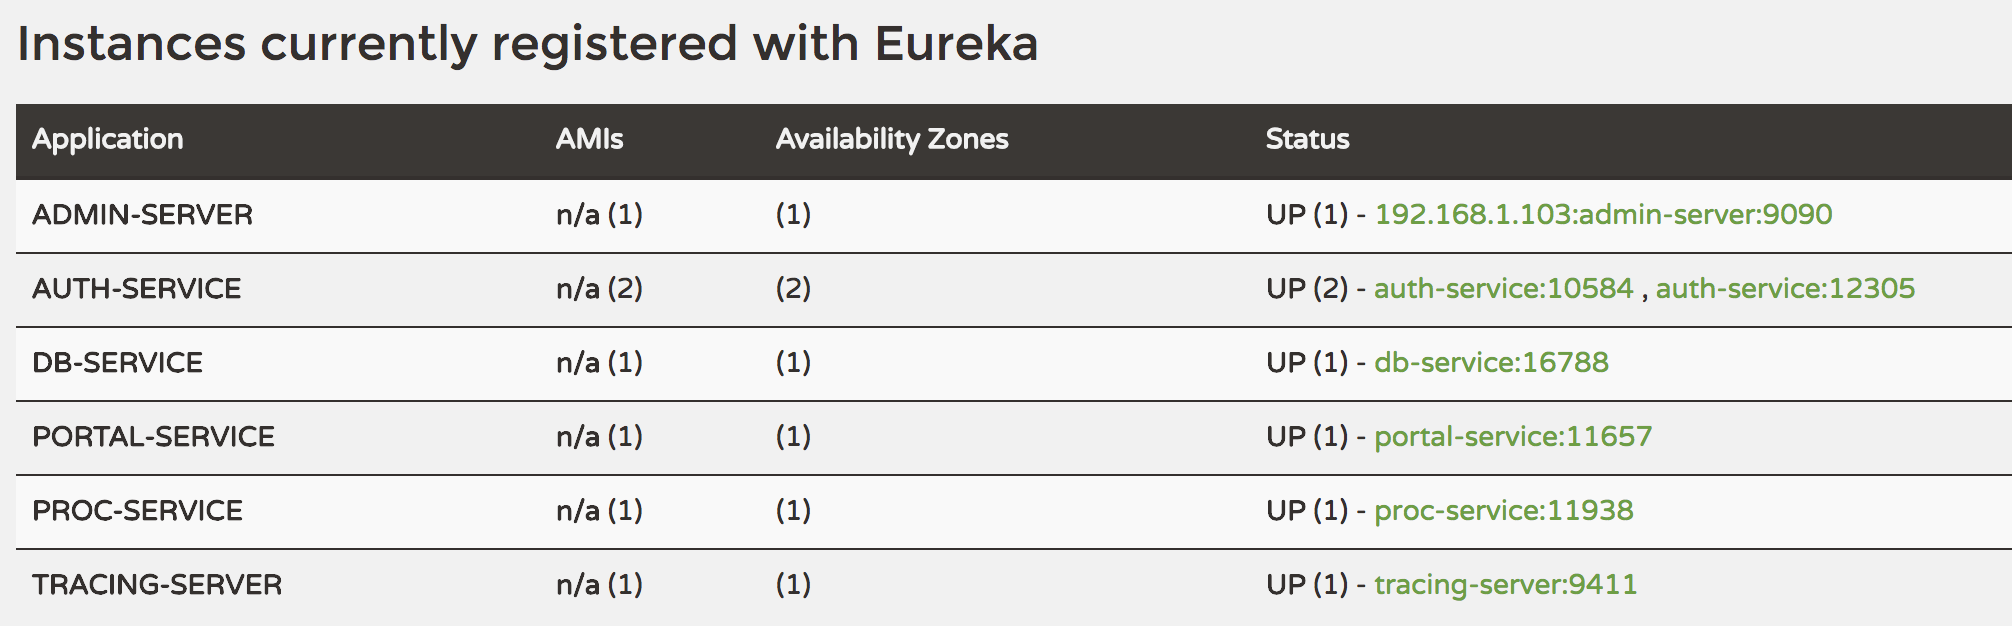 Instances currently registered with Eureka
Application AMIs Availability Zones Status
ADMIN-SERVER n/a (1) (1) UP (1) - 192.168.1.103:admin-server:9090
AUTH-SERVICE n/a (2) (2) UP (2) - auth-service:10584 , auth-service:12305
DB-SERVICE n/a (1) (1) UP (1) - db-service:16788
PORTAL-SERVICE n/a (1) (1) UP (1) - portal-service:11657
PROC-SERVICE n/a (1) (1) UP (1) - proc-service:11938
TRACING-SERVER n/a (1) (1) UP (1) - tracing-server:9411